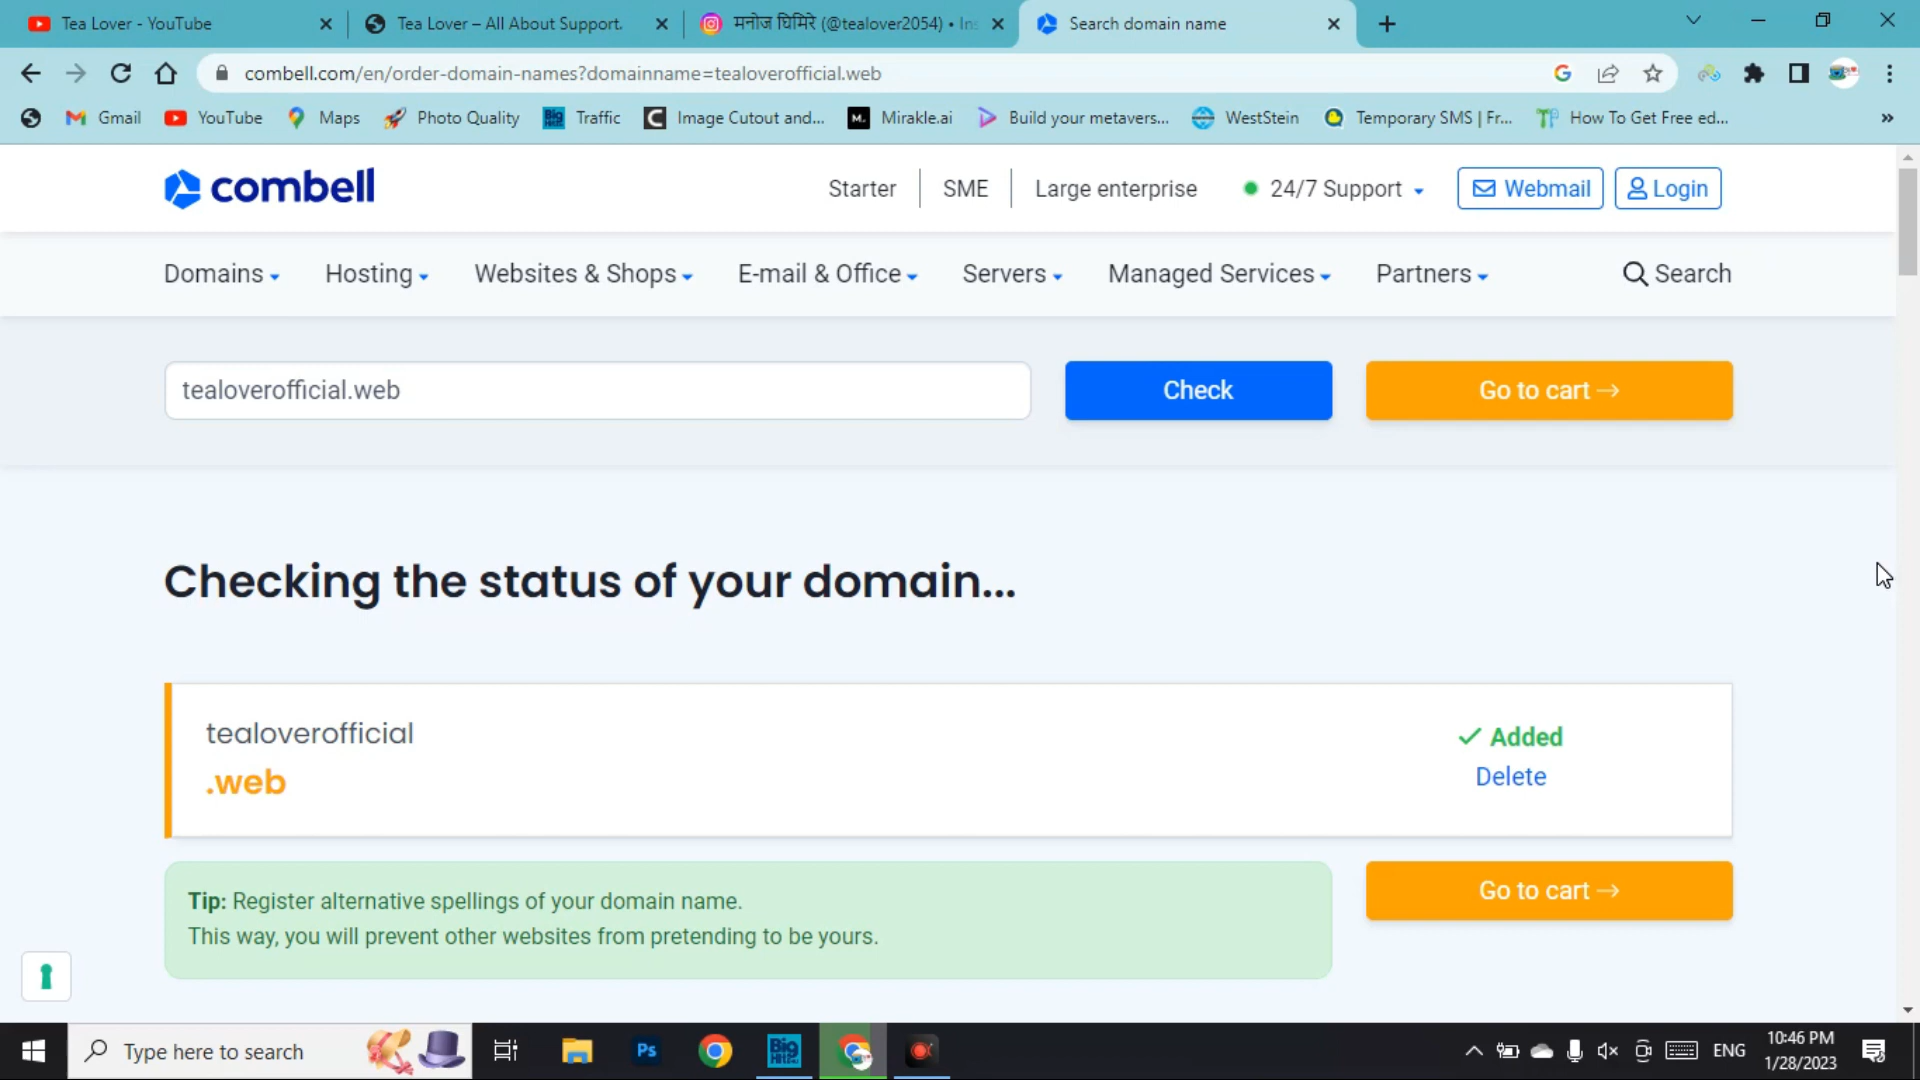 Tea Lover - YouTube
Tea Lover – All About Support.
मनोज घिमिरे (@tealover2054) • Ins
Search domain name
combell.com/en/order-domain-names?domainname=tealoverofficial.web
Gmail
YouTube
Maps
Photo Quality
Traffic
Image Cutout and...
Mirakle.ai
Build your metavers...
WestStein
Temporary SMS | Fr...
How To Get Free ed...
combell
Starter
SME
Large enterprise
24/7 Support
Webmail
Login
Domains
Hosting
Websites & Shops
E-mail & Office
Servers
Managed Services
Partners
Search
tealoverofficial.web
Check
Go to cart →
Checking the status of your domain...
tealoverofficial
.web
Added
Delete
Tip: Register alternative spellings of your domain name.
This way, you will prevent other websites from pretending to be yours.
Go to cart →
Type here to search
Ps
ENG
10:46 PM
1/28/2023